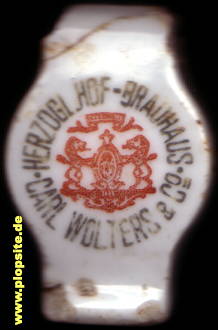 HERZOGL. HOF-BRAUHAUS-
CARL WOLTERS & Cº
www.plopsite.de